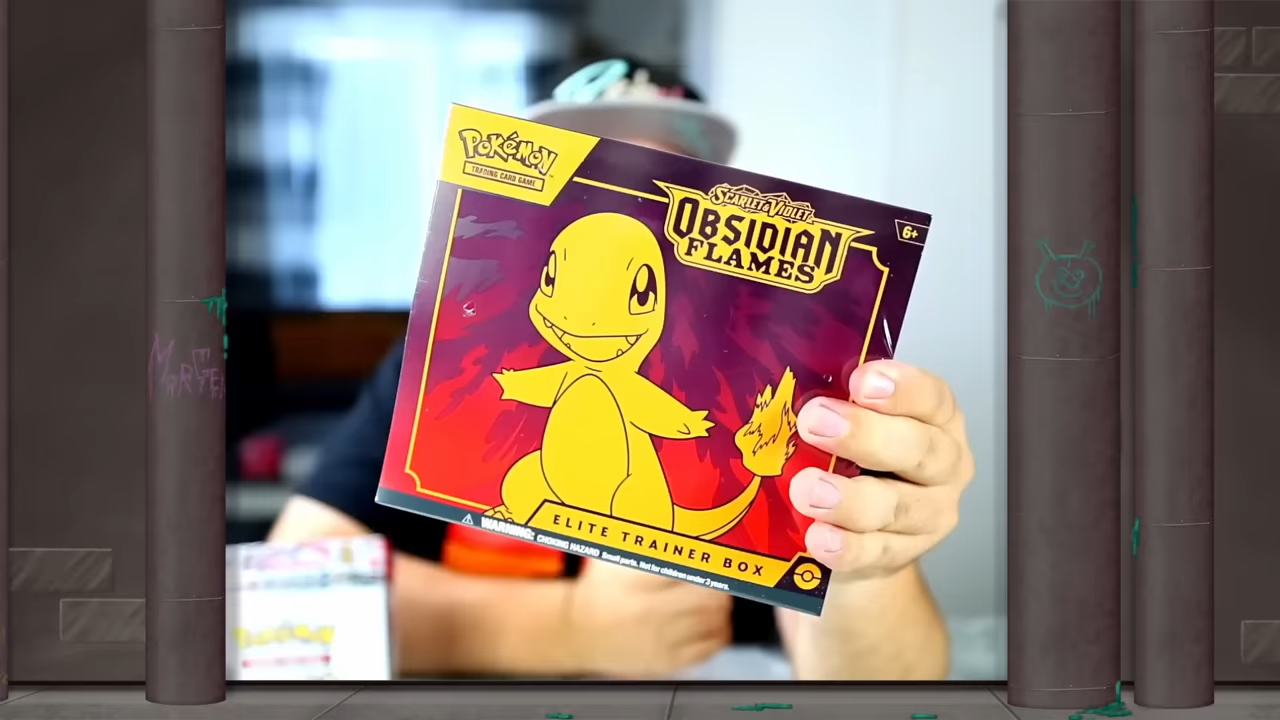 Pokémon
TRADING CARD GAME
SCARLET & VIOLET
OBSIDIAN
FLAMES
6+
ELITE TRAINER BOX
WARNING: CHOKING HAZARD Small parts. Not for children under 3 years.
Pokémon